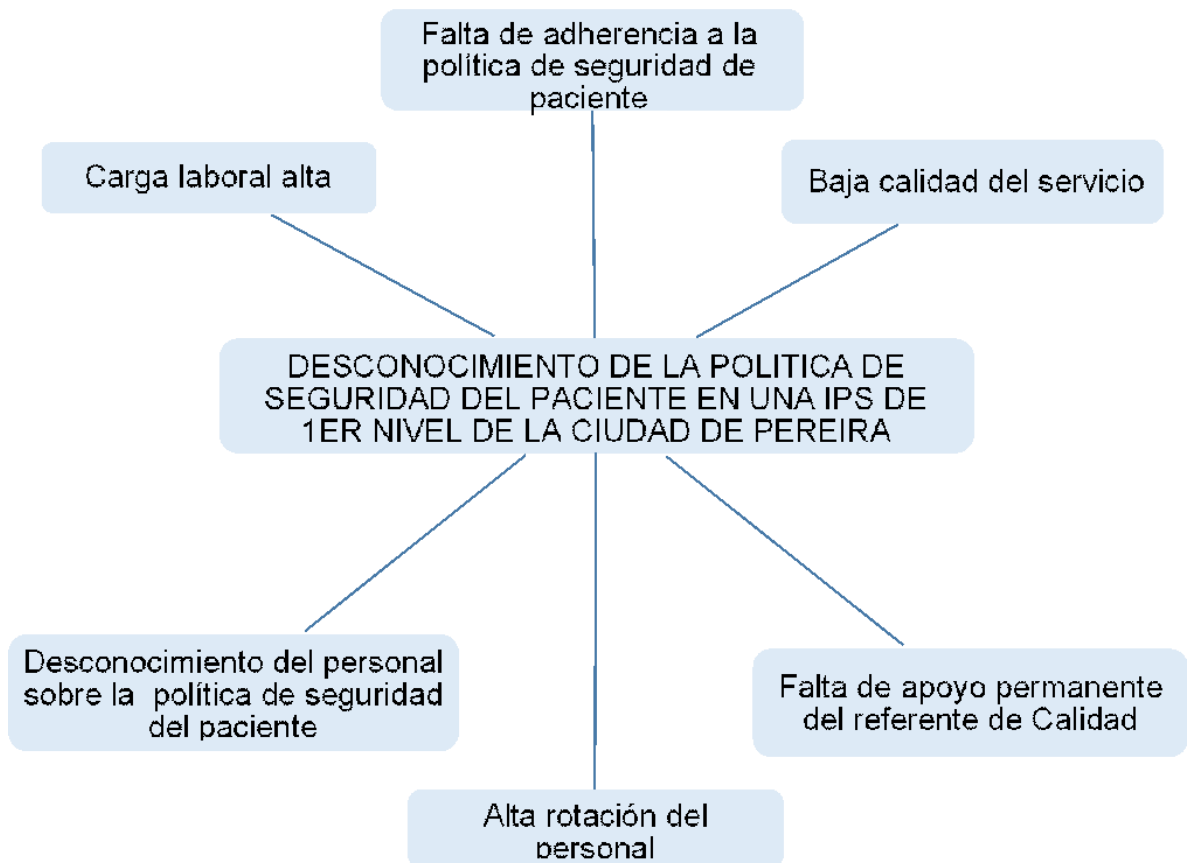 Falta de adherencia a la
política de seguridad de
paciente
Carga laboral alta
Baja calidad del servicio
DESCONOCIMIENTO DE LA POLITICA DE
SEGURIDAD DEL PACIENTE EN UNA IPS DE
1ER NIVEL DE LA CIUDAD DE PEREIRA
Desconocimiento del personal
sobre la política de seguridad
del paciente
Falta de apoyo permanente
del referente de Calidad
Alta rotación del
personal